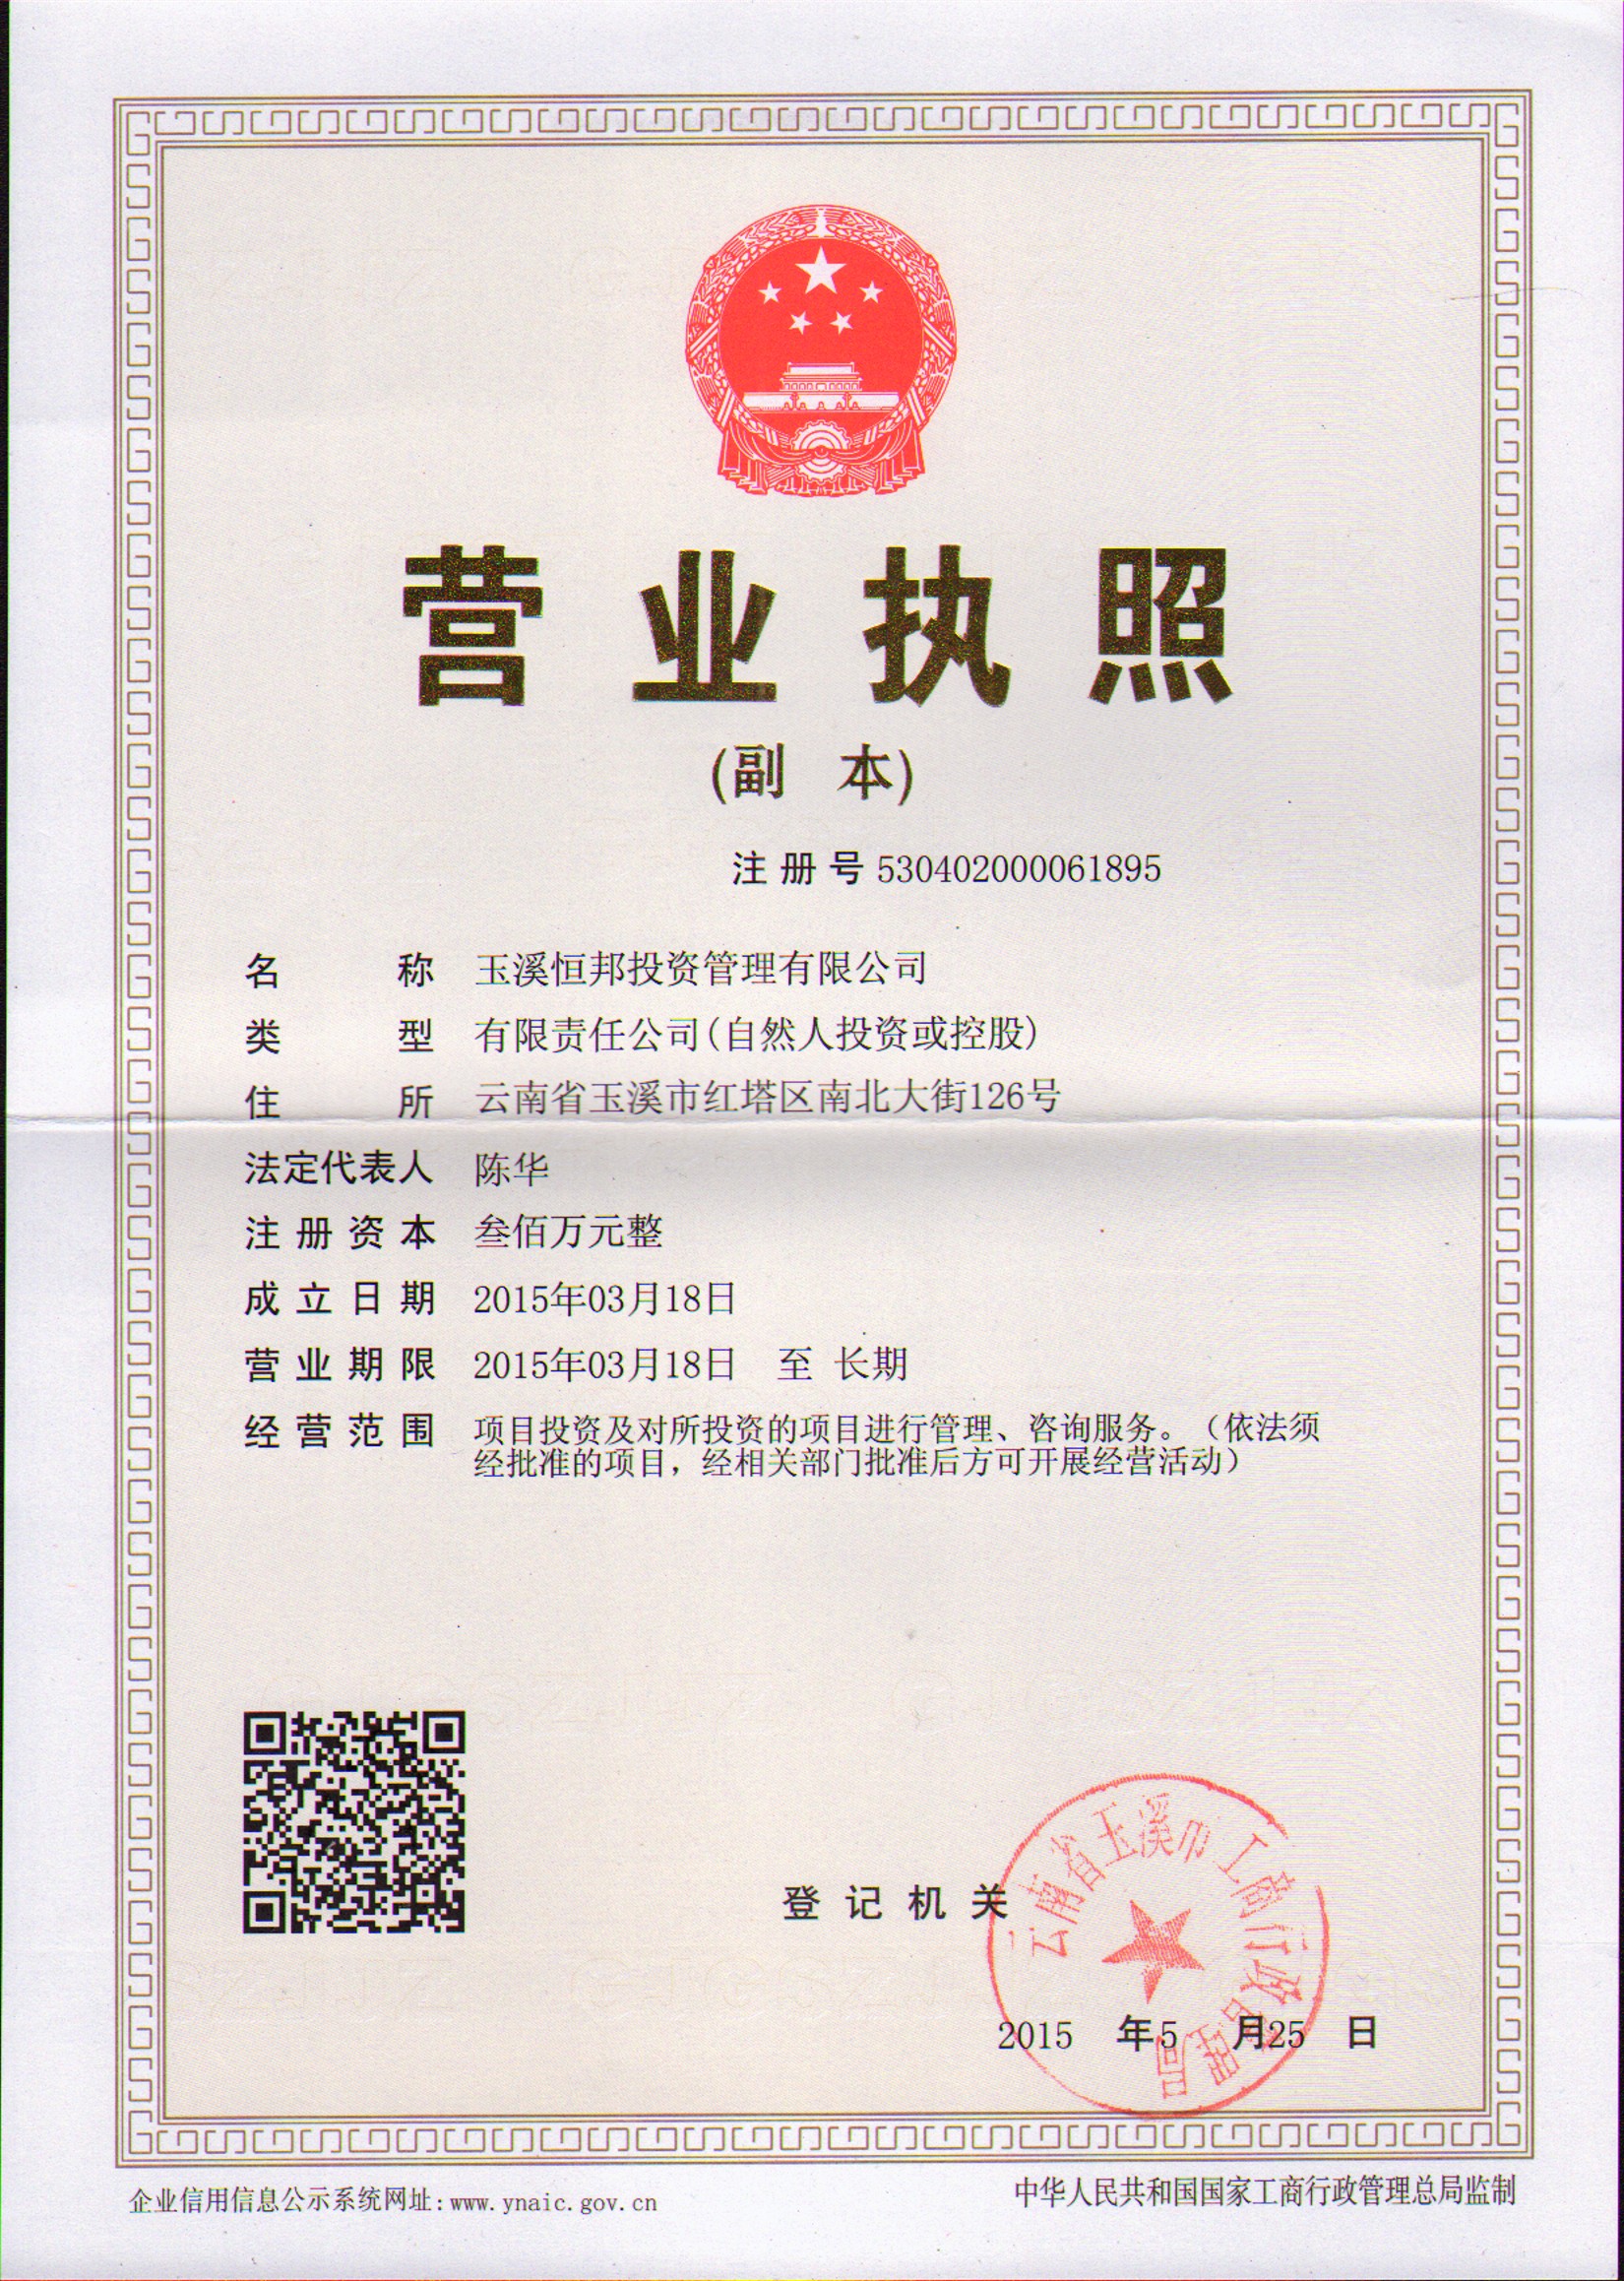 营业执照
(副 本)
注册号 530402000061895
名 称 玉溪恒邦投资管理有限公司
类 型 有限责任公司(自然人投资或控股)
住 所 云南省玉溪市红塔区南北大街126号
法定代表人 陈华
注册资本 叁佰万元整
成立日期 2015年03月18日
营业期限 2015年03月18日 至 长期
经营范围 项目投资及对所投资的项目进行管理、咨询服务。（依法须
经批准的项目，经相关部门批准后方可开展经营活动）
云南省玉溪市工商行政管理局
登记机关
2015 年5 月25 日
企业信用信息公示系统网址:www.ynaic.gov.cn
中华人民共和国国家工商行政管理总局监制